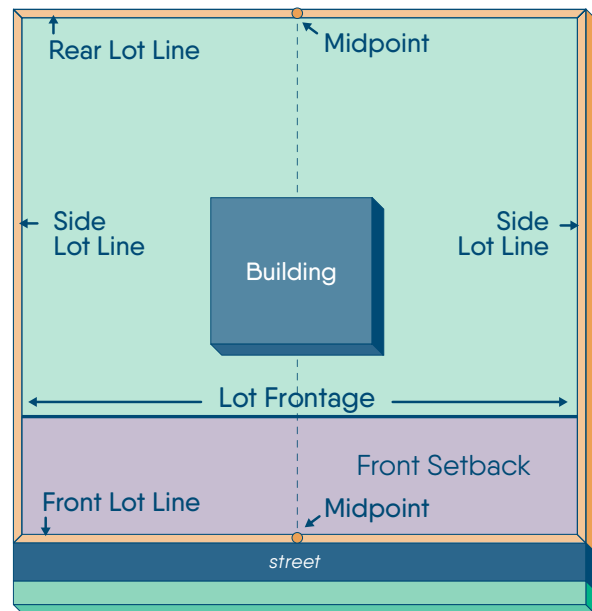 Rear Lot Line
Midpoint
Side
Lot Line
Side
Lot Line
Building
Lot Frontage
Front Setback
Front Lot Line
Midpoint
street